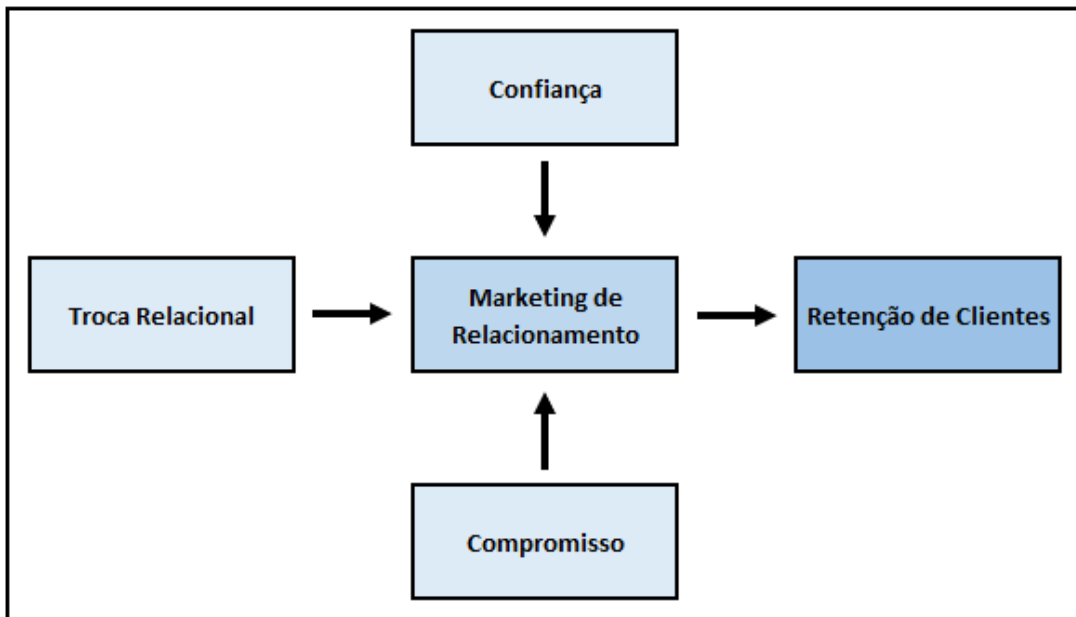 Confiança
Troca Relacional
Marketing de
Relacionamento
Retenção de Clientes
Compromisso